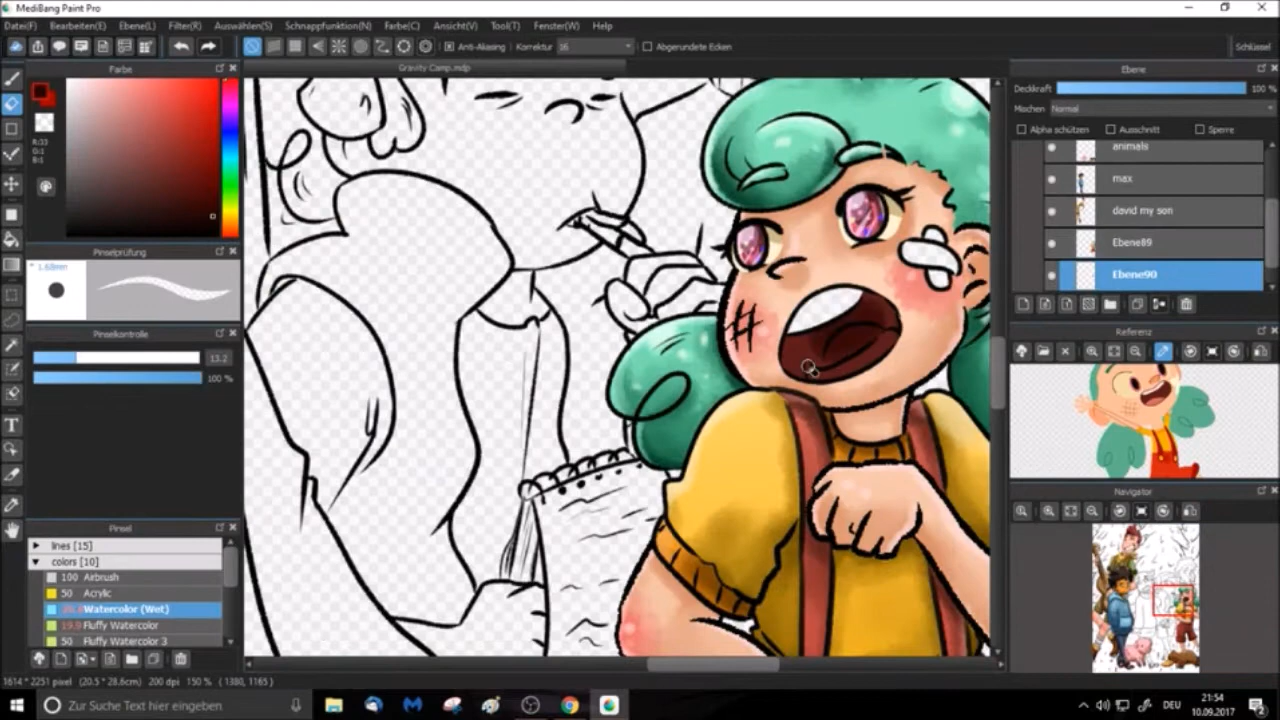 MediBang Paint Pro
Datei(F) Bearbeiten(E) Ebene(L) Filter(R) Auswählen(S) Schnappfunktion(N) Farbe(C) Ansicht(V) Tool(T) Fenster(W) Help
Anti-Aliasing Korrektur 16 Abgerundete Ecken Schlüssel
Farbe
Gravity Camp.mdp
Ebene
Deckkraft 100 %
Mochen Normal
Alpha schützen Ausschnitt Sperre
R:33
G:1
B:1
animals
max
david my son
Ebene89
Ebene90
Pinselprüfung
1.68mm
Pinselkontrolle
13.2
100 %
Referenz
Navigator
Pinsel
lines [15]
colors [10]
100 Airbrush
50 Acrylic
Watercolor (Wet)
19.9 Fluffy Watercolor
50 Fluffy Watercolor 3
1614 * 2251 pixel (20.5 * 28.6cm) 200 dpi 150 % ( 1380, 1165 )
Zur Suche Text hier eingeben
DEU
21:54
10.09.2017
2